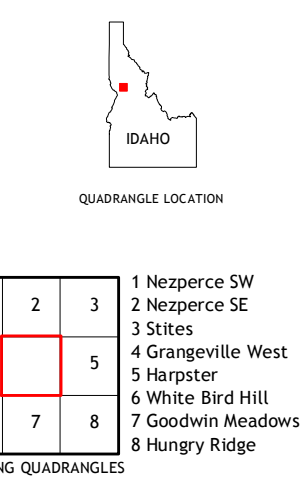 IDAHO
QUADRANGLE LOCATION
2 3
5
7 8
1 Nezperce SW
2 Nezperce SE
3 Stites
4 Grangeville West
5 Harpster
6 White Bird Hill
7 Goodwin Meadows
8 Hungry Ridge
NG QUADRANGLES